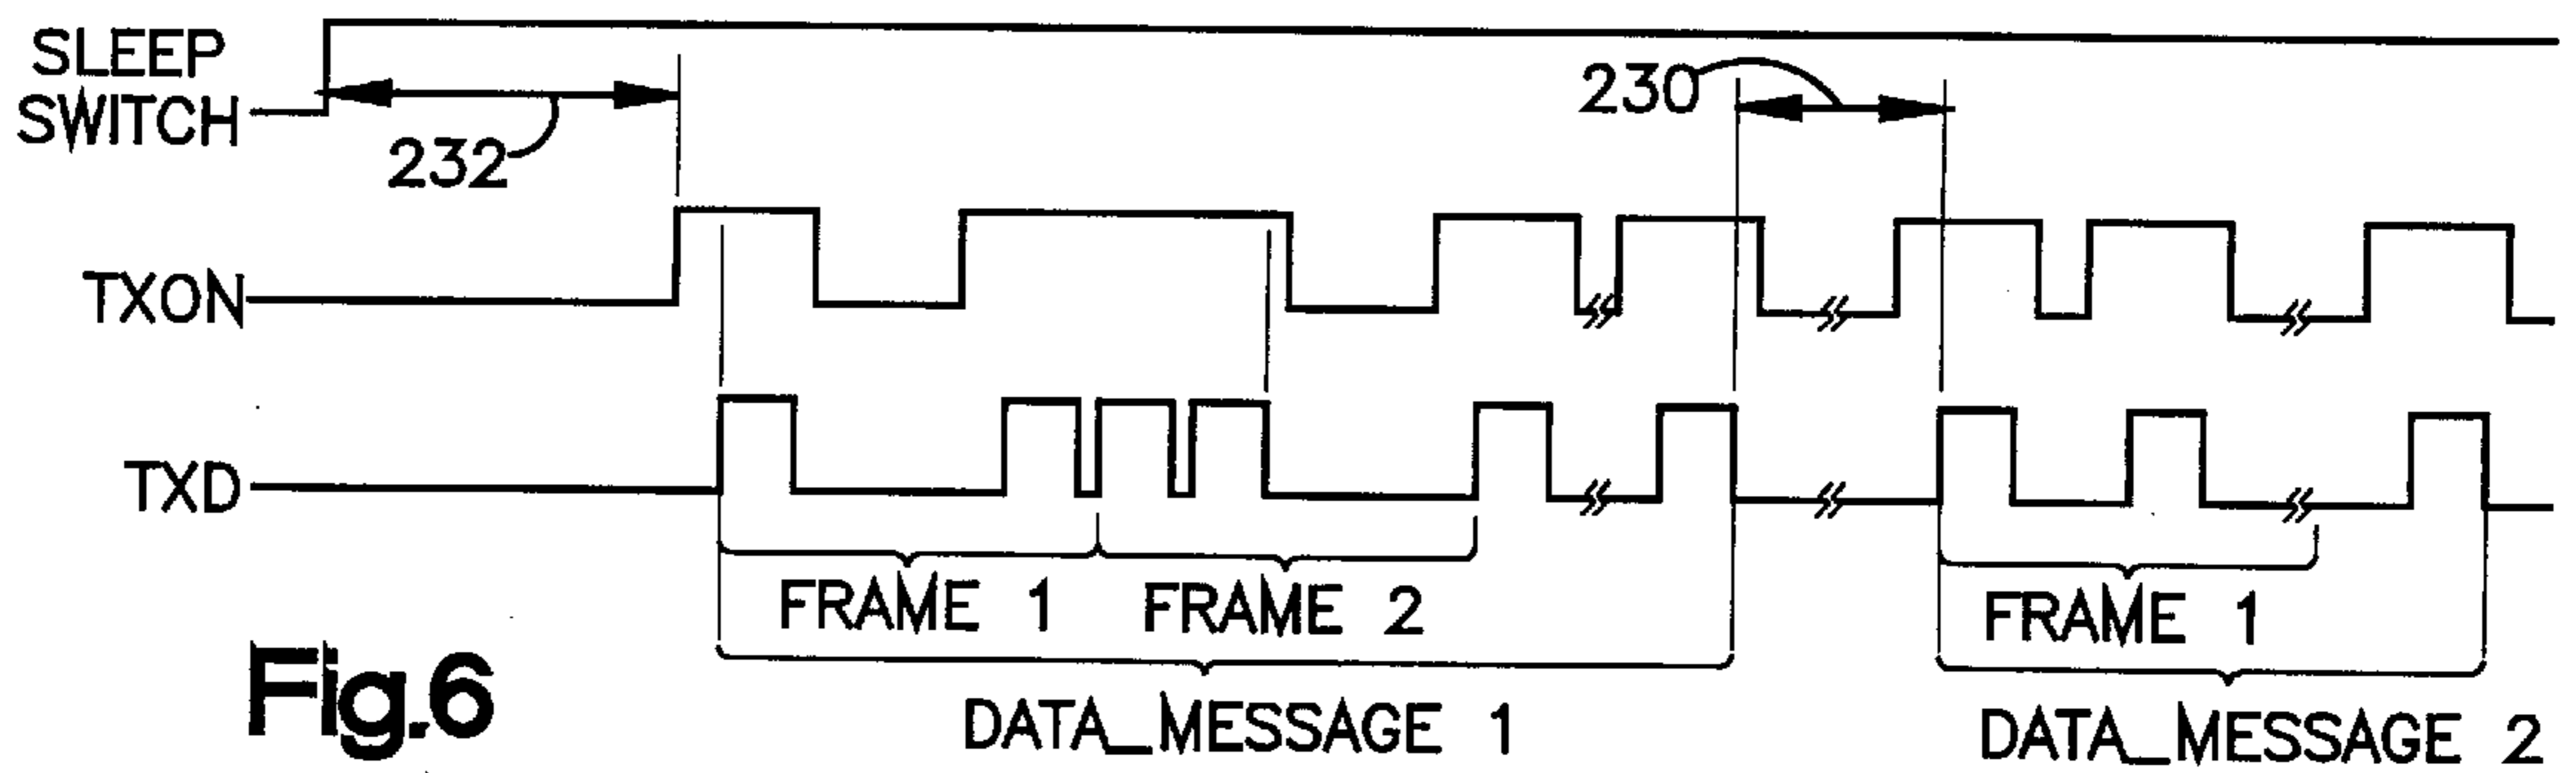 SLEEP
SWITCH
232
230
TXON
TXD
FRAME 1
FRAME 2
FRAME 1
DATA_MESSAGE 1
DATA_MESSAGE 2
Fig.6